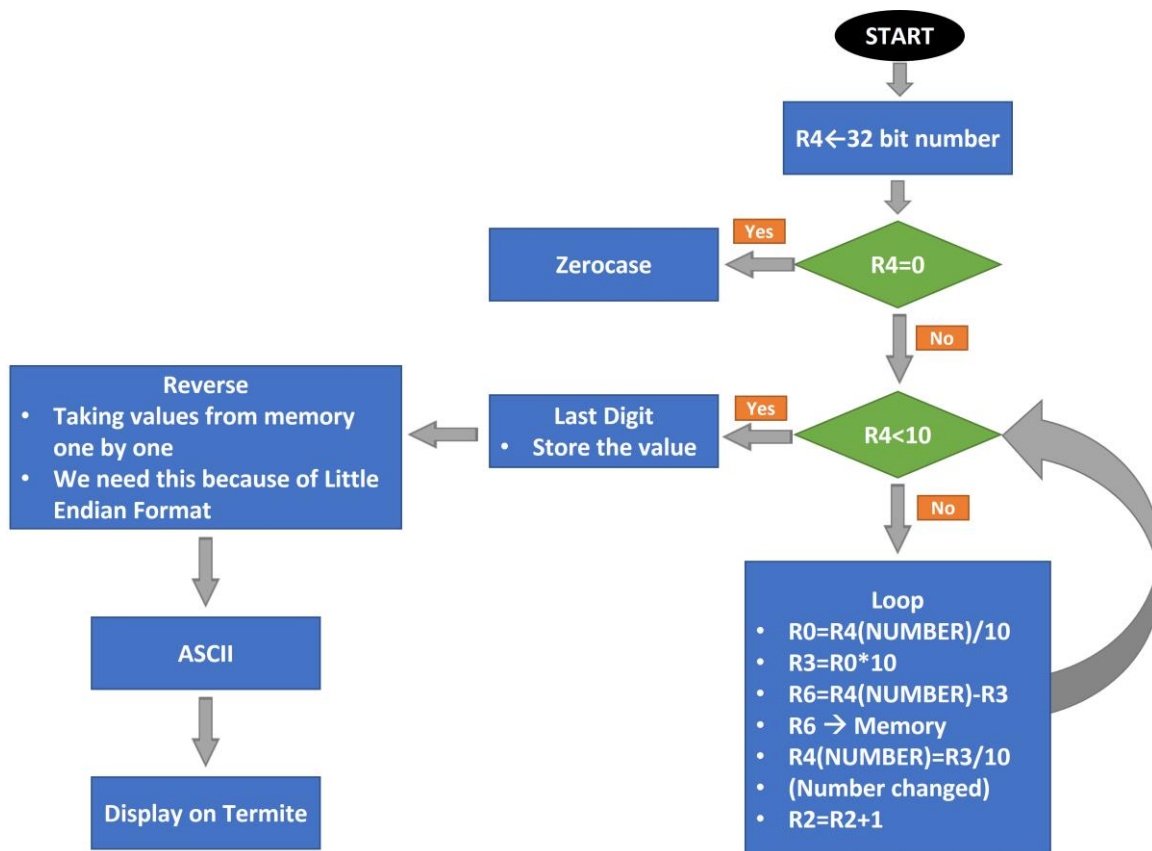 START
R4←32 bit number
Yes
Zerocase
R4=0
No
Reverse
• Taking values from memory
one by one
• We need this because of Little
Endian Format
Last Digit
• Store the value
Yes
R4<10
No
Loop
• R0=R4(NUMBER)/10
• R3=R0*10
• R6=R4(NUMBER)-R3
• R6 → Memory
• R4(NUMBER)=R3/10
• (Number changed)
• R2=R2+1
ASCII
Display on Termite